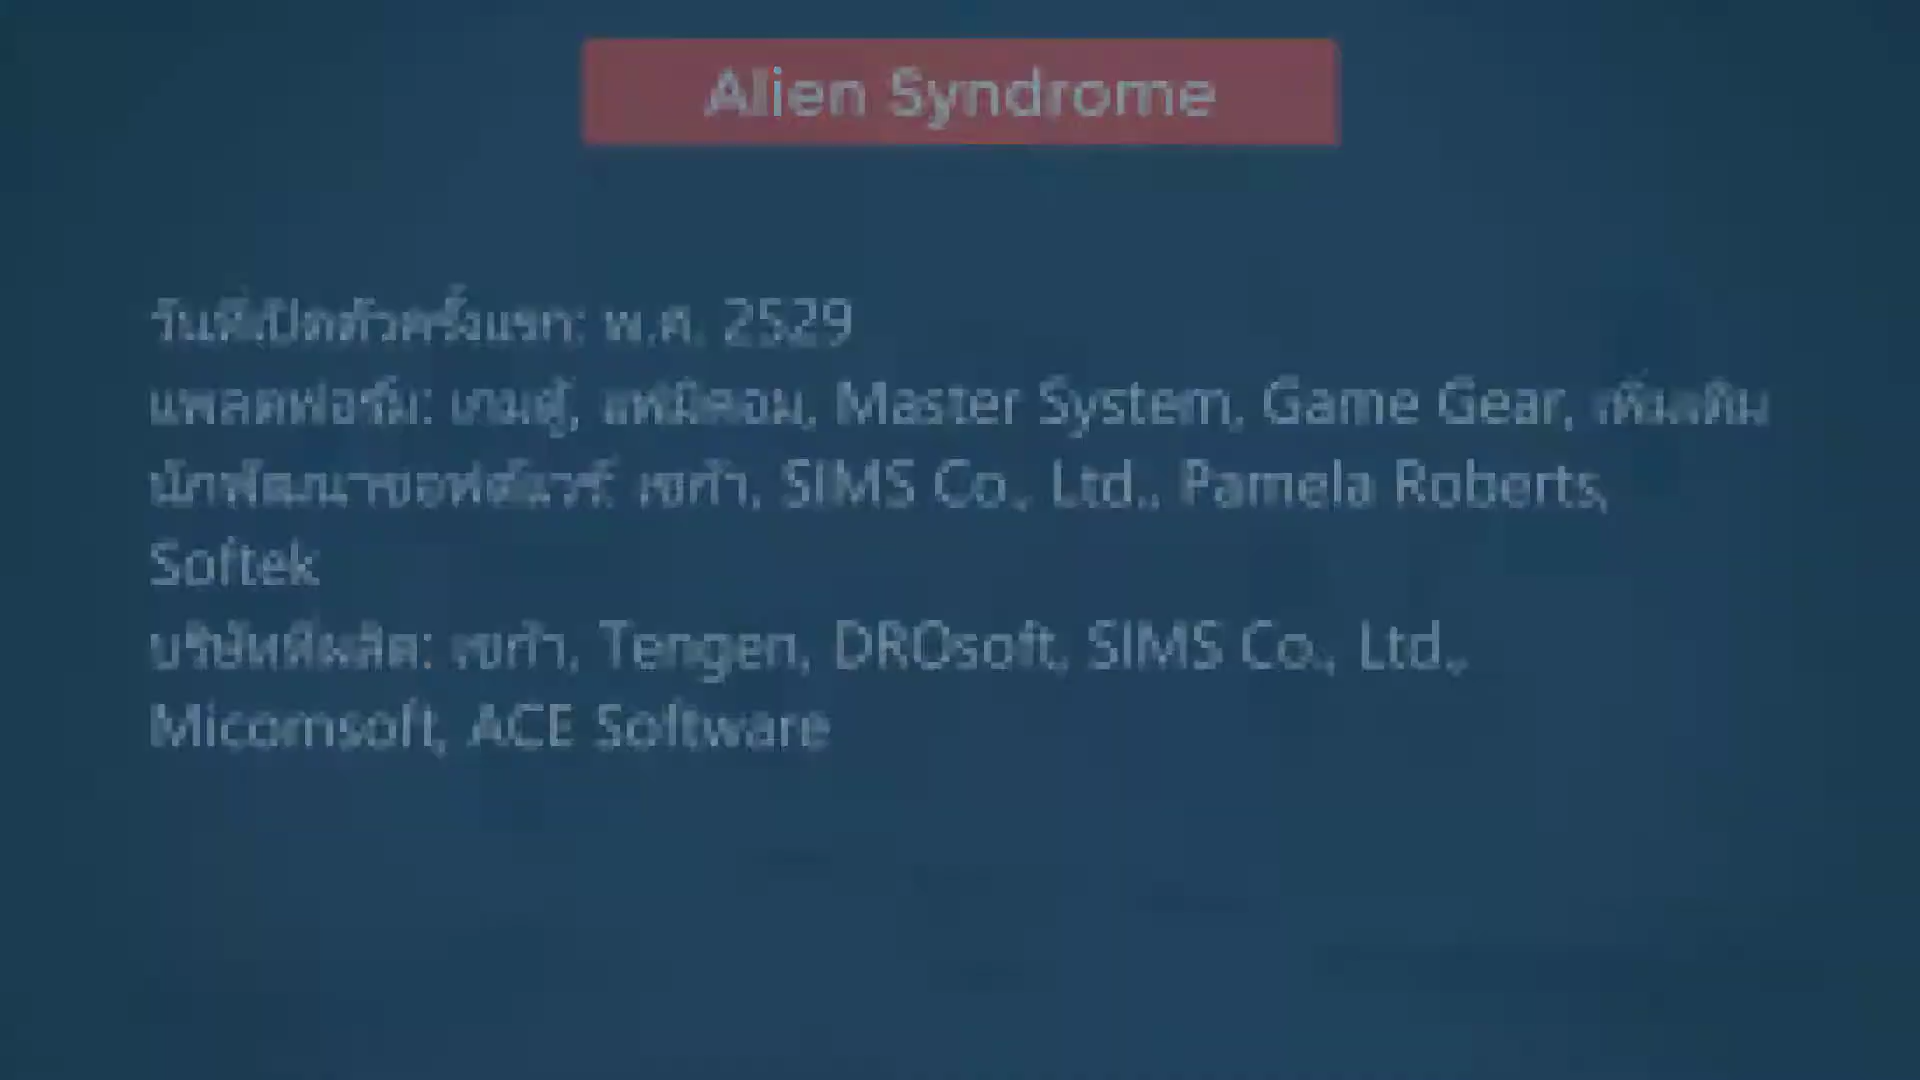 Alien Syndrome
วันที่เปิดตัวครั้งแรก: พ.ศ. 2529
แพลตฟอร์ม: เกมตู้, แฟมิคอม, Master System, Game Gear, เพิ่มเติม
นักพัฒนาซอฟต์แวร์: เซก้า, SIMS Co., Ltd., Pamela Roberts,
Softek
บริษัทที่ผลิต: เซก้า, Tengen, DROsoft, SIMS Co., Ltd.,
Micomsoft, ACE Software